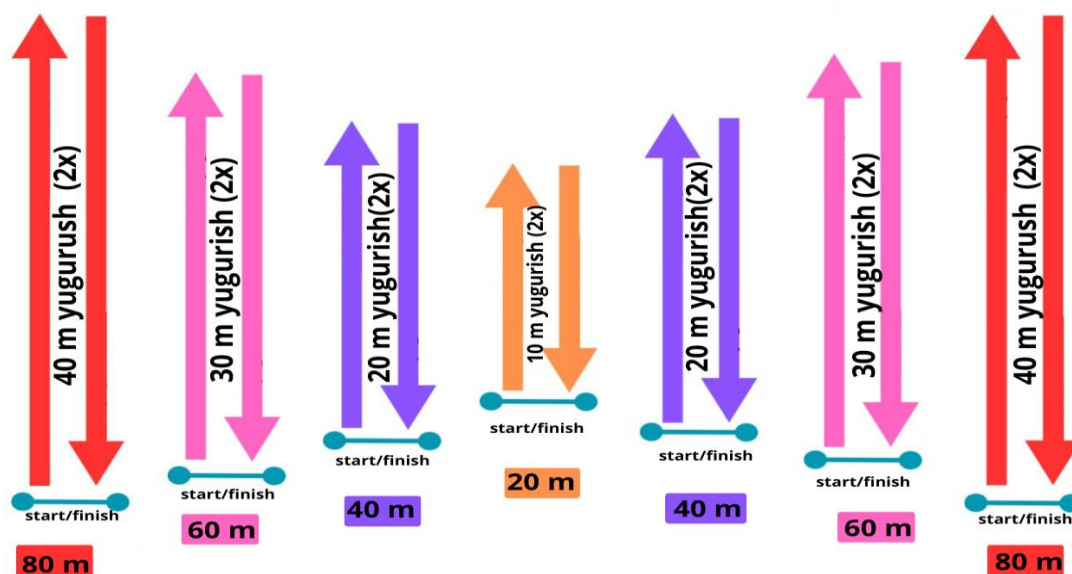 40 m yugurush (2x)
start/finish
80 m
30 m yugurish (2x)
start/finish
60 m
20 m yugurish(2x)
start/finish
40 m
10 m yugurish (2x)
start/finish
20 m
20 m yugurish(2x)
start/finish
40 m
30 m yugurish (2x)
start/finish
60 m
40 m yugurush (2x)
start/finish
80 m